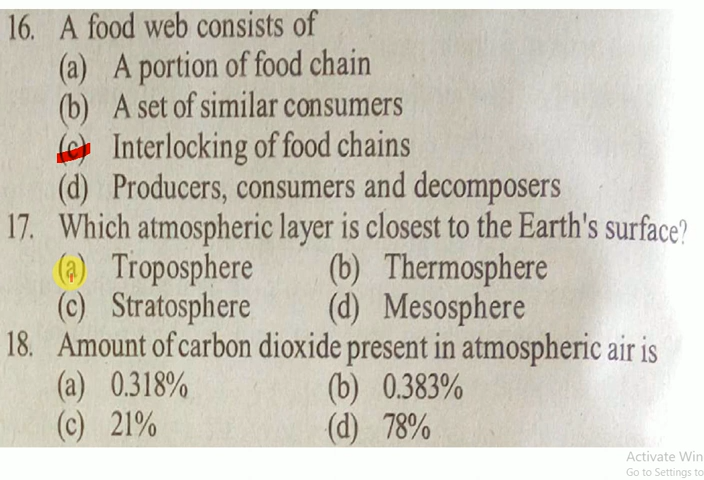 16. A food web consists of
(a) A portion of food chain
(b) A set of similar consumers
(c) Interlocking of food chains
(d) Producers, consumers and decomposers
17. Which atmospheric layer is closest to the Earth's surface?
(a) Troposphere (b) Thermosphere
(c) Stratosphere (d) Mesosphere
18. Amount of carbon dioxide present in atmospheric air is
(a) 0.318% (b) 0.383%
(c) 21% (d) 78%
Activate Win
Go to Settings to